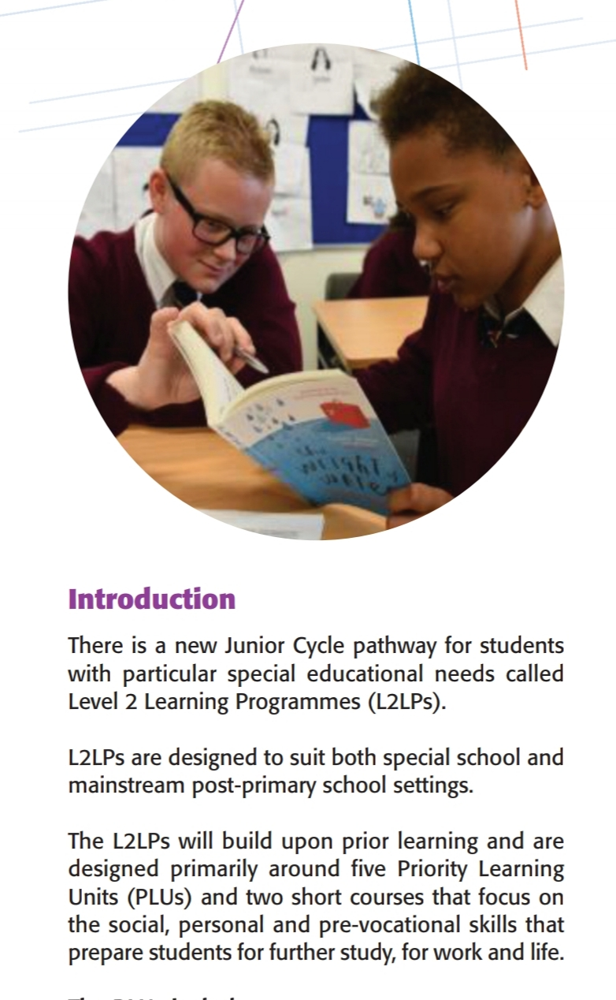 Introduction
There is a new Junior Cycle pathway for students
with particular special educational needs called
Level 2 Learning Programmes (L2LPs).
L2LPs are designed to suit both special school and
mainstream post-primary school settings.
The L2LPs will build upon prior learning and are
designed primarily around five Priority Learning
Units (PLUs) and two short courses that focus on
the social, personal and pre-vocational skills that
prepare students for further study, for work and life.